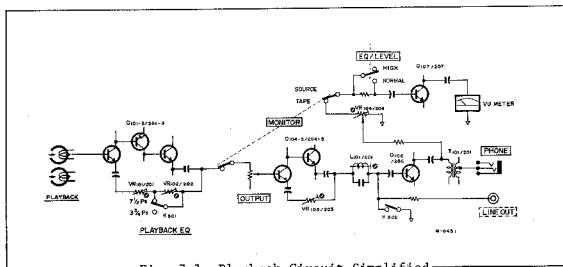 EQ/LEVEL
HIGH
NORMAL
Q107/207
SOURCE
TAPE
VR104/204
VU METER
MONITOR
Q101~3/201~3
Q104~5/204~5
L101/201
Q106/206
T101/201
PHONE
PLAYBACK
VR101/201
VR102/202
7½ Ps
3¾ Ps
K301
OUTPUT
VR103/203
K302
LINE OUT
PLAYBACK EQ
M-0451
Playback Circuit Simplified